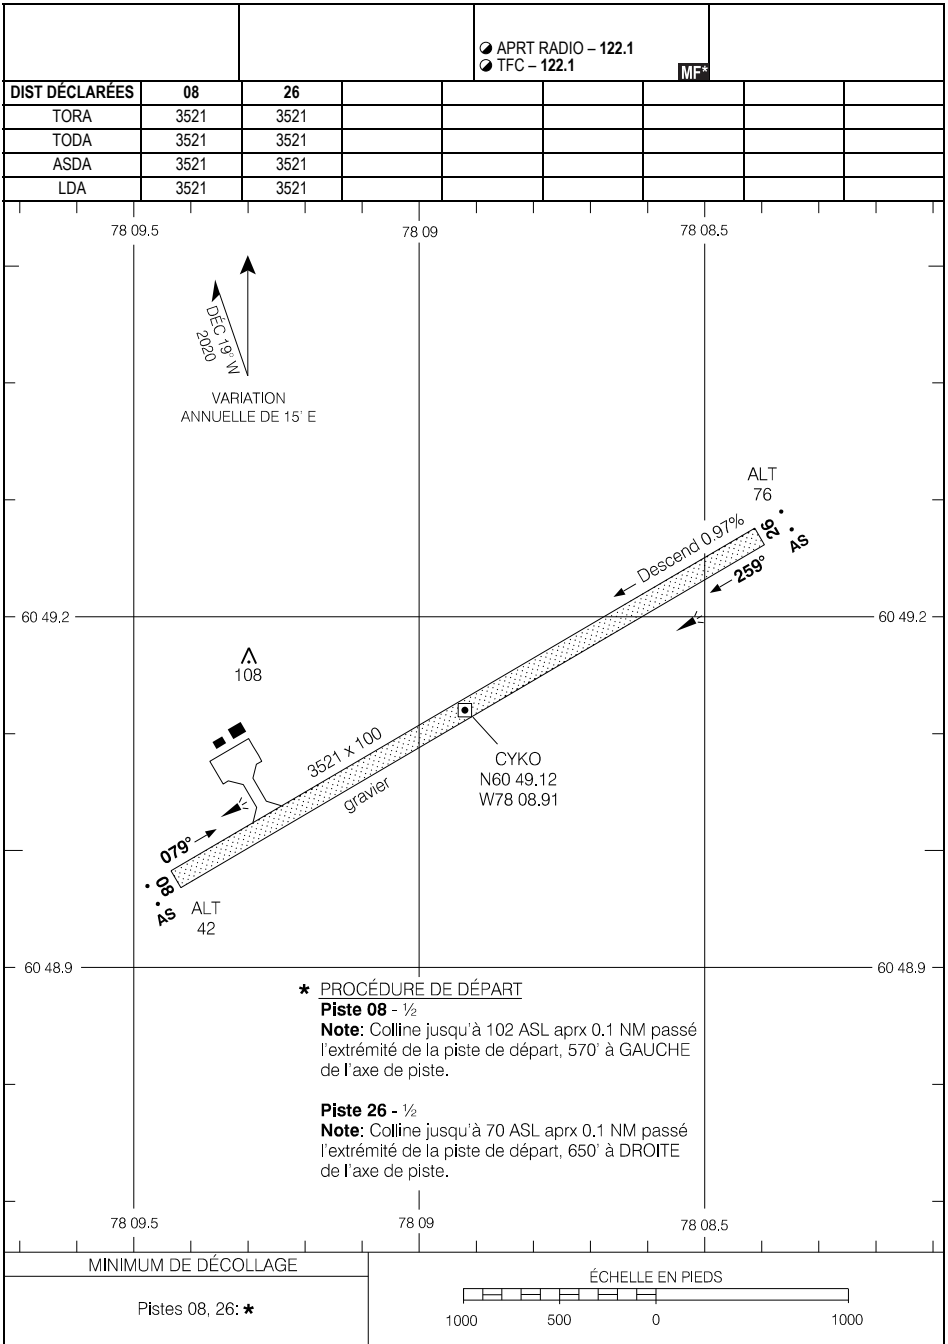 APRT RADIO – 122.1
TFC – 122.1
MF*
DIST DÉCLARÉES 08 26
TORA 3521 3521
TODA 3521 3521
ASDA 3521 3521
LDA 3521 3521
78 09.5 78 09 78 08.5
DÉC 19° W
2020
VARIATION
ANNUELLE DE 15' E
ALT
76
26
AS
Descend 0.97%
259°
60 49.2 60 49.2
108
3521 x 100
gravier
CYKO
N60 49.12
W78 08.91
079°
08
AS
ALT
42
60 48.9 60 48.9
* PROCÉDURE DE DÉPART
Piste 08 - ½
Note: Colline jusqu'à 102 ASL aprx 0.1 NM passé
l'extrémité de la piste de départ, 570' à GAUCHE
de l'axe de piste.
Piste 26 - ½
Note: Colline jusqu'à 70 ASL aprx 0.1 NM passé
l'extrémité de la piste de départ, 650' à DROITE
de l'axe de piste.
78 09.5 78 09 78 08.5
MINIMUM DE DÉCOLLAGE
Pistes 08, 26: *
ÉCHELLE EN PIEDS
1000 500 0 1000